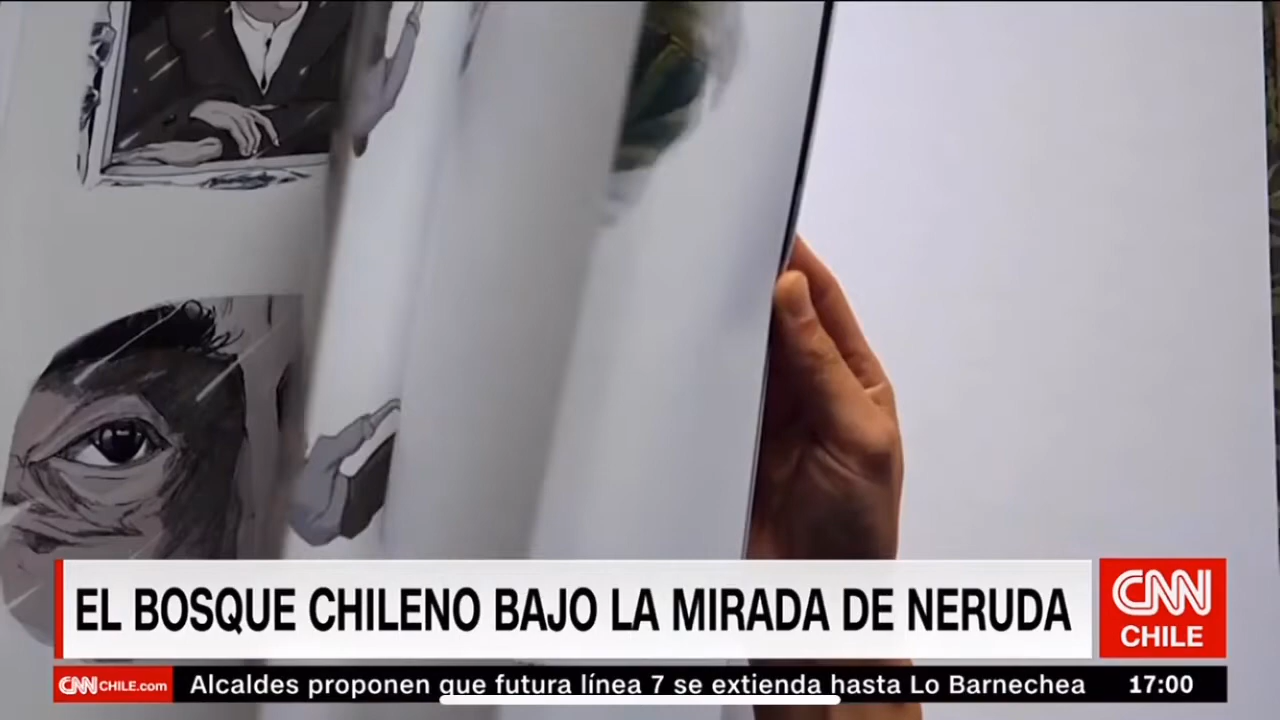 EL BOSQUE CHILENO BAJO LA MIRADA DE NERUDA
CNN
CHILE
CNNCHILE.com Alcaldes proponen que futura línea 7 se extienda hasta Lo Barnechea 17:00